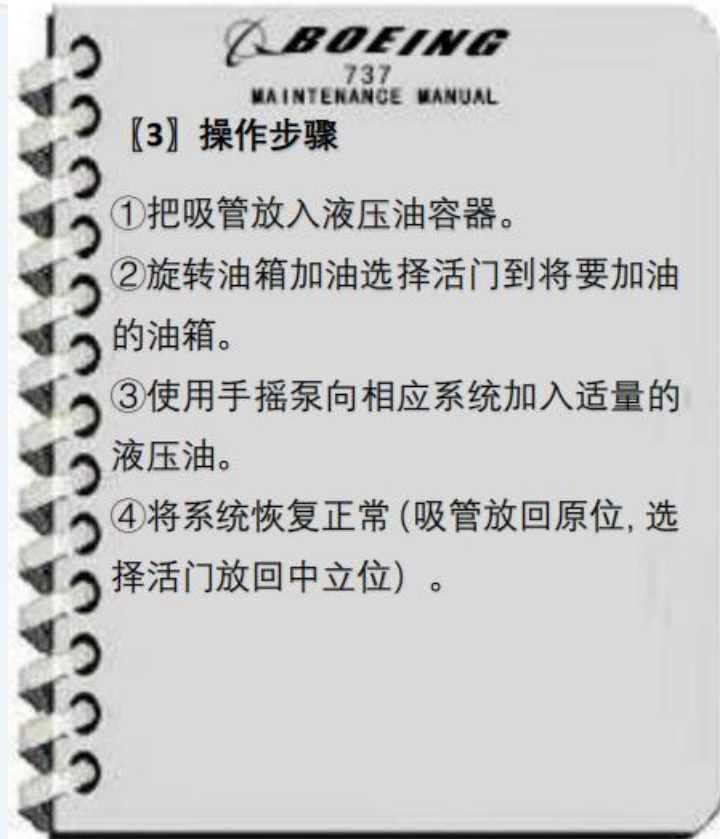 BOEING
737
MAINTENANCE MANUAL
〖3〗操作步骤
①把吸管放入液压油容器。
②旋转油箱加油选择活门到将要加油
的油箱。
③使用手摇泵向相应系统加入适量的
液压油。
④将系统恢复正常(吸管放回原位, 选
择活门放回中立位) 。